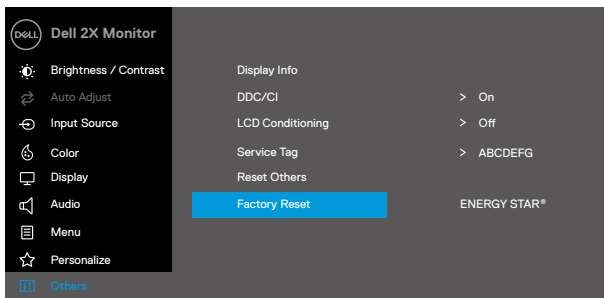 DELL Dell 2X Monitor
Brightness / Contrast Display Info
Auto Adjust DDC/CI > On
Input Source LCD Conditioning > Off
Color Service Tag > ABCDEFG
Display Reset Others
Audio Factory Reset ENERGY STAR®
Menu
Personalize
Others